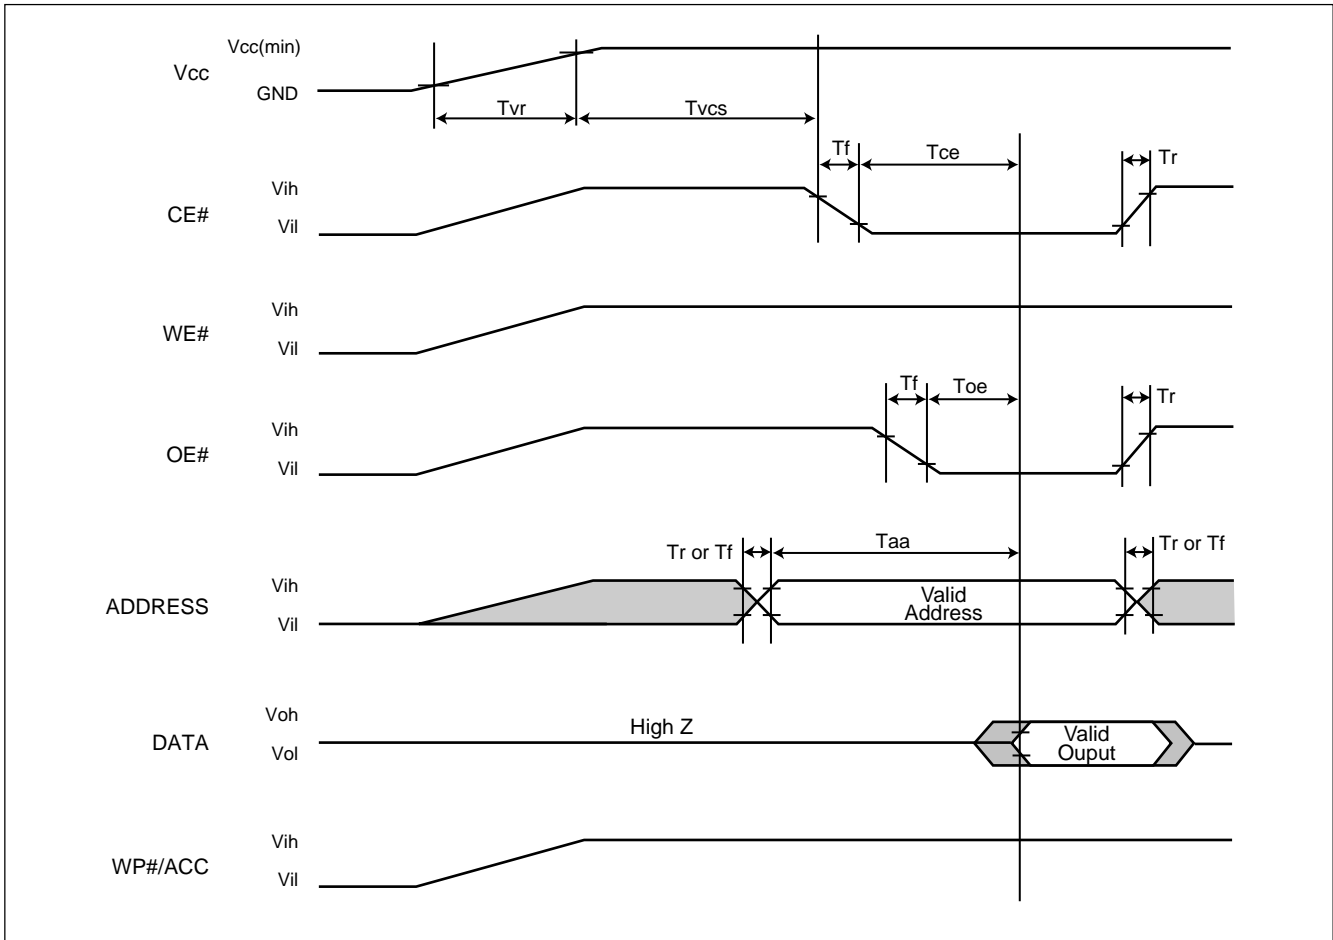 Vcc
Vcc(min)
GND
Tvr
Tvcs
Tf
Tce
Tr
CE#
Vih
Vil
WE#
Vih
Vil
Tf
Toe
Tr
OE#
Vih
Vil
Tr or Tf
Taa
Tr or Tf
ADDRESS
Vih
Vil
Valid
Address
DATA
Voh
Vol
High Z
Valid
Ouput
WP#/ACC
Vih
Vil